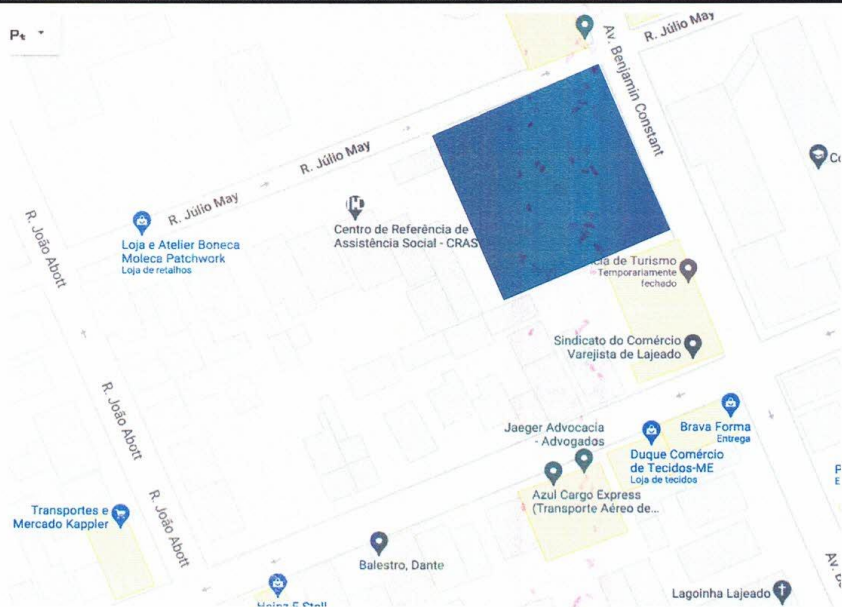 Pt
R. Júlio May
Av. Benjamin Constant
R. Júlio May
R. Júlio May
R. João Abott
Loja e Atelier Boneca
Moleca Patchwork
Loja de retalhos
Centro de Referência de
Assistência Social - CRAS
cia de Turismo
Temporariamente
fechado
Sindicato do Comércio
Varejista de Lajeado
R. João Abott
Jaeger Advocacia
- Advogados
Brava Forma
Entrega
Duque Comércio
de Tecidos-ME
Loja de tecidos
Azul Cargo Express
(Transporte Aéreo de...
R. João Abott
Transportes e
Mercado Kappler
Balestro, Dante
Lagoinha Lajeado